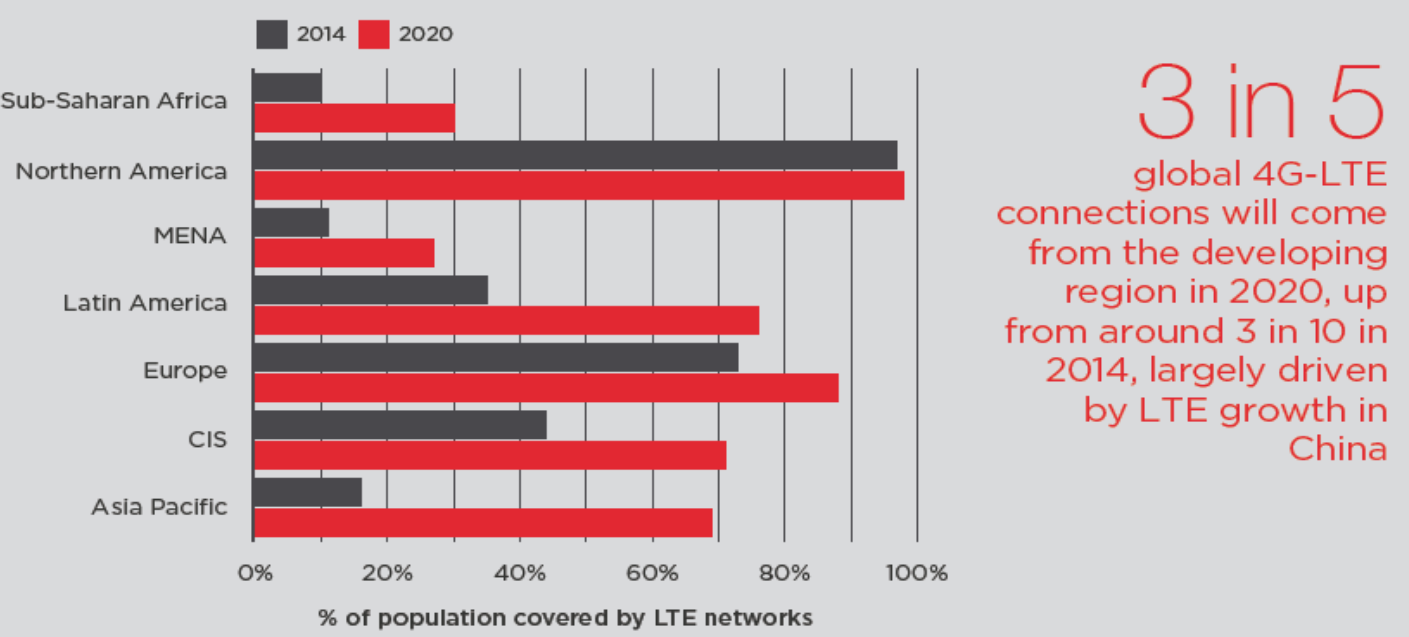 2014 2020
Sub-Saharan Africa
Northern America
MENA
Latin America
Europe
CIS
Asia Pacific
0% 20% 40% 60% 80% 100%
% of population covered by LTE networks
3 in 5
global 4G-LTE
connections will come
from the developing
region in 2020, up
from around 3 in 10 in
2014, largely driven
by LTE growth in
China